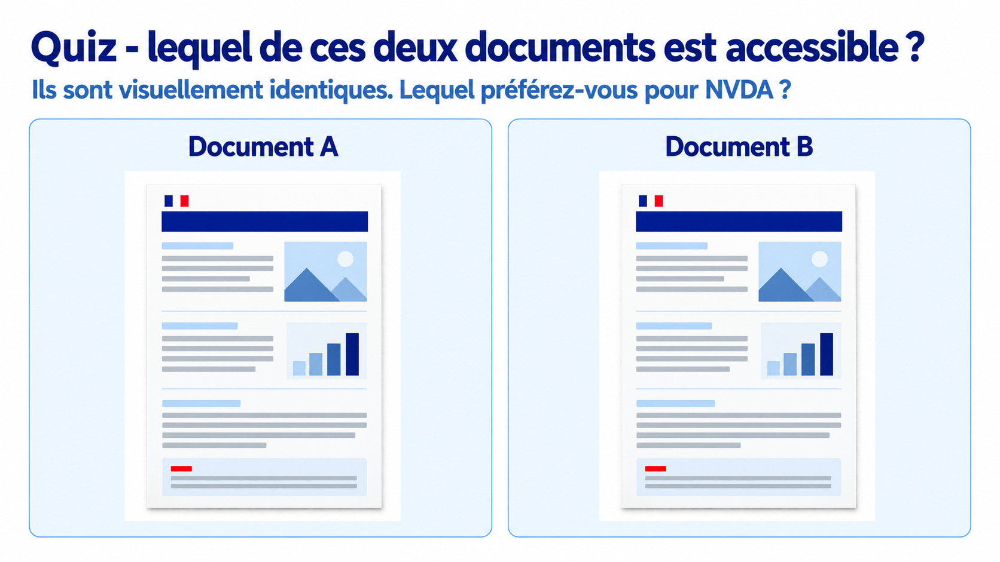 Quiz - lequel de ces deux documents est accessible ?
Ils sont visuellement identiques. Lequel préférez-vous pour NVDA ?
Document A
Document B